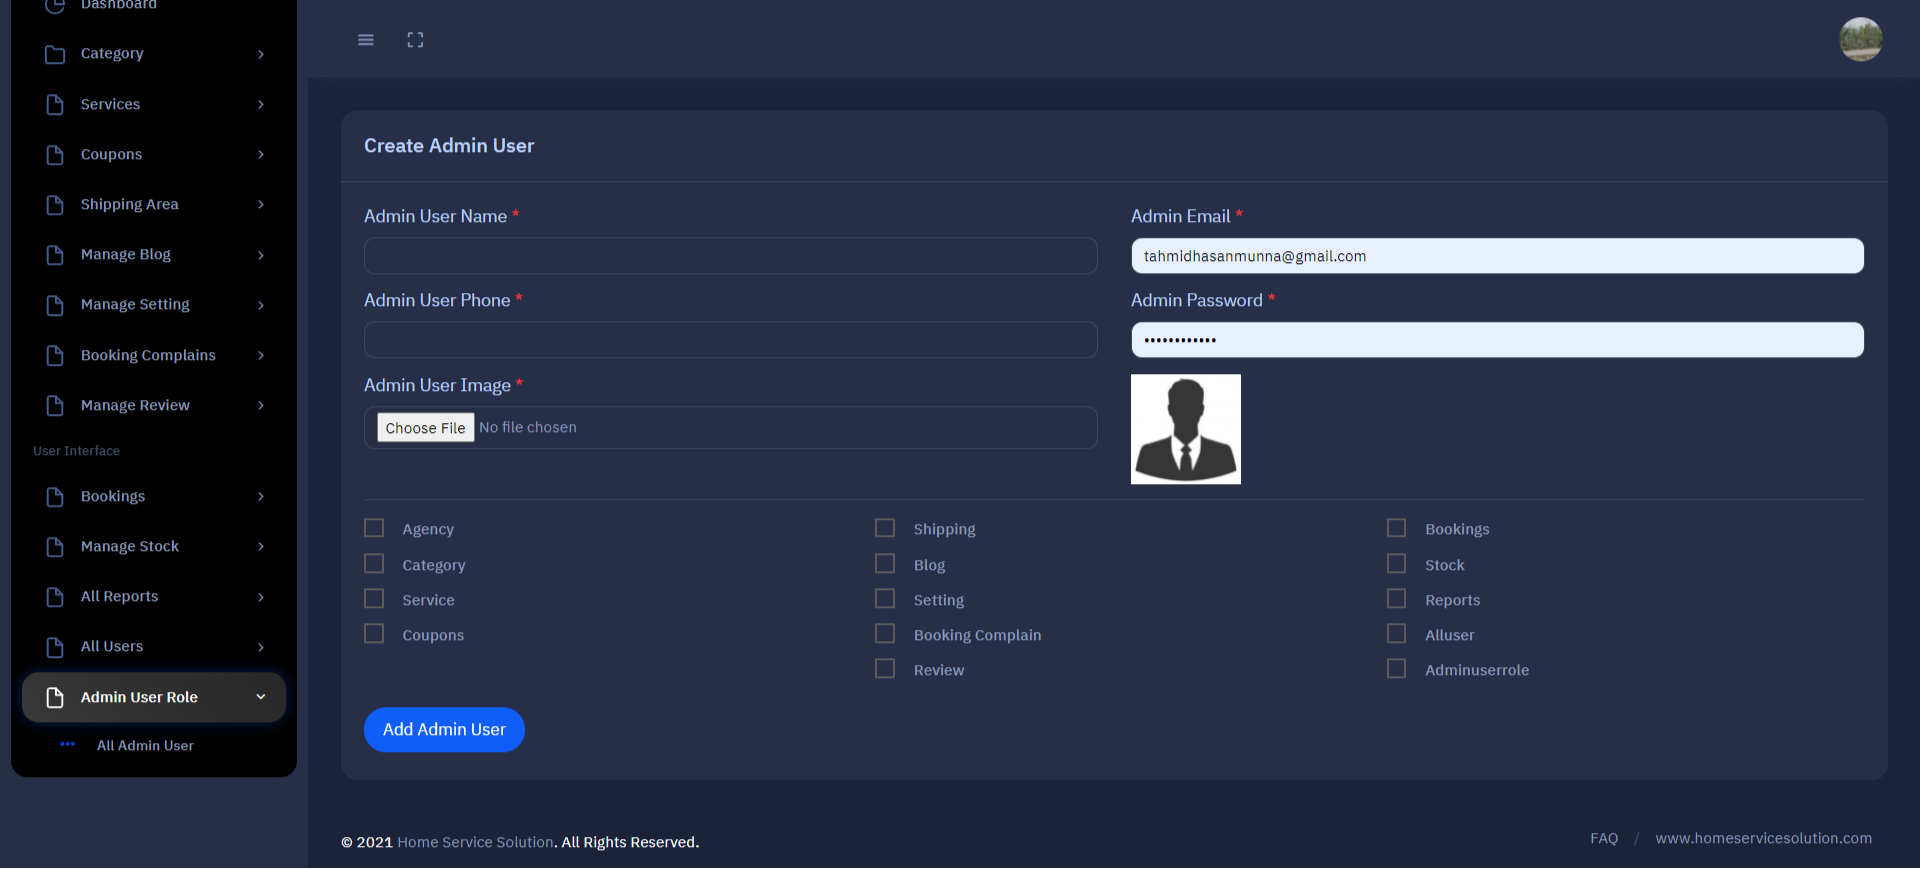 Dashboard
Category
Services
Coupons
Shipping Area
Manage Blog
Manage Setting
Booking Complains
Manage Review
User Interface
Bookings
Manage Stock
All Reports
All Users
Admin User Role
All Admin User
Create Admin User
Admin User Name *
Admin Email *
tahmidhasanmunna@gmail.com
Admin User Phone *
Admin Password *
••••••••••••
Admin User Image *
Choose File No file chosen
Agency
Category
Service
Coupons
Shipping
Blog
Setting
Booking Complain
Review
Bookings
Stock
Reports
Alluser
Adminuserrole
Add Admin User
© 2021 Home Service Solution. All Rights Reserved.
FAQ / www.homeservicesolution.com